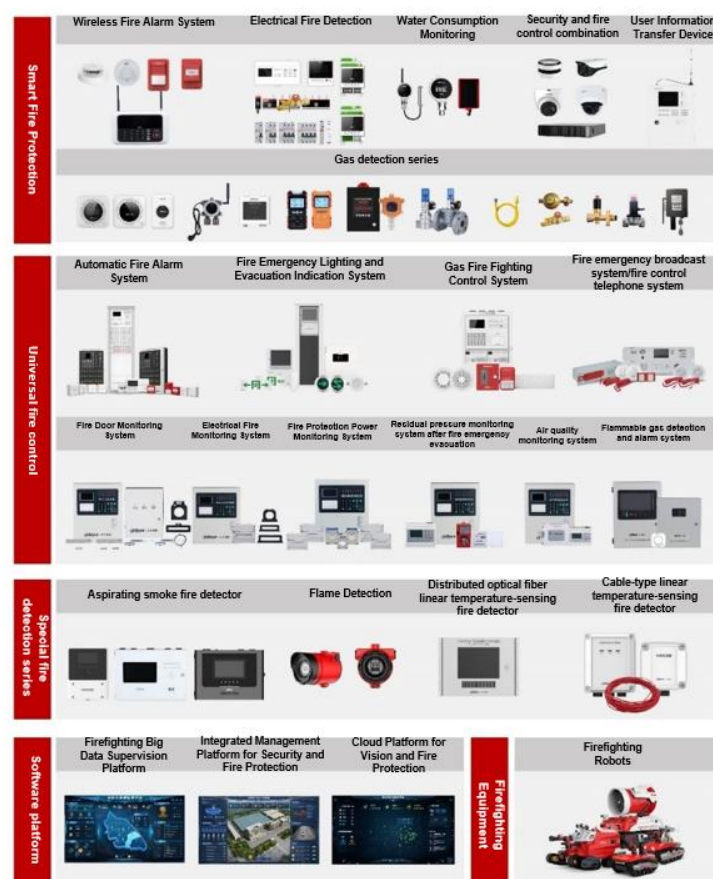 Smart Fire Protection
Wireless Fire Alarm System
Electrical Fire Detection
Water Consumption
Monitoring
Security and fire
control combination
User Information
Transfer Device
Gas detection series
Universal fire control
Automatic Fire Alarm
System
Fire Emergency Lighting and
Evacuation Indication System
Gas Fire Fighting
Control System
Fire emergency broadcast
system/fire control
telephone system
Fire Door Monitoring
System
Electrical Fire
Monitoring System
Fire Protection Power
Monitoring System
Residual pressure monitoring
system after fire emergency
evacuation
Air quality
monitoring system
Flammable gas detection
and alarm system
Special fire
detection series
Aspirating smoke fire detector
Flame Detection
Distributed optical fiber
linear temperature-sensing
fire detector
Cable-type linear
temperature-sensing
fire detector
Software platform
Firefighting Big
Data Supervision
Platform
Integrated Management
Platform for Security and
Fire Protection
Cloud Platform for
Vision and Fire
Protection
Firefighting
Equipment
Firefighting
Robots